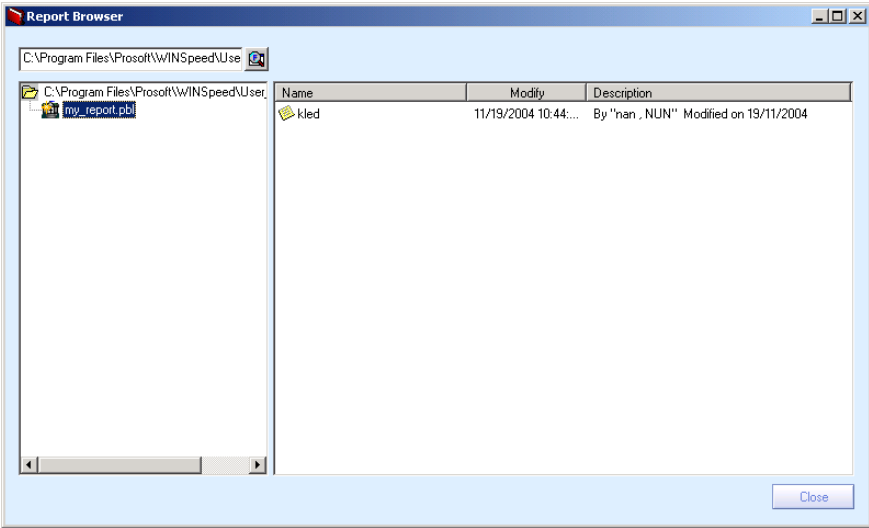 Report Browser
C:\Program Files\Prosoft\WINSpeed\Use
C:\Program Files\Prosoft\WINSpeed\User_
my_report.pbl
Name Modify Description
kled 11/19/2004 10:44:... By "nan , NUN" Modified on 19/11/2004
Close